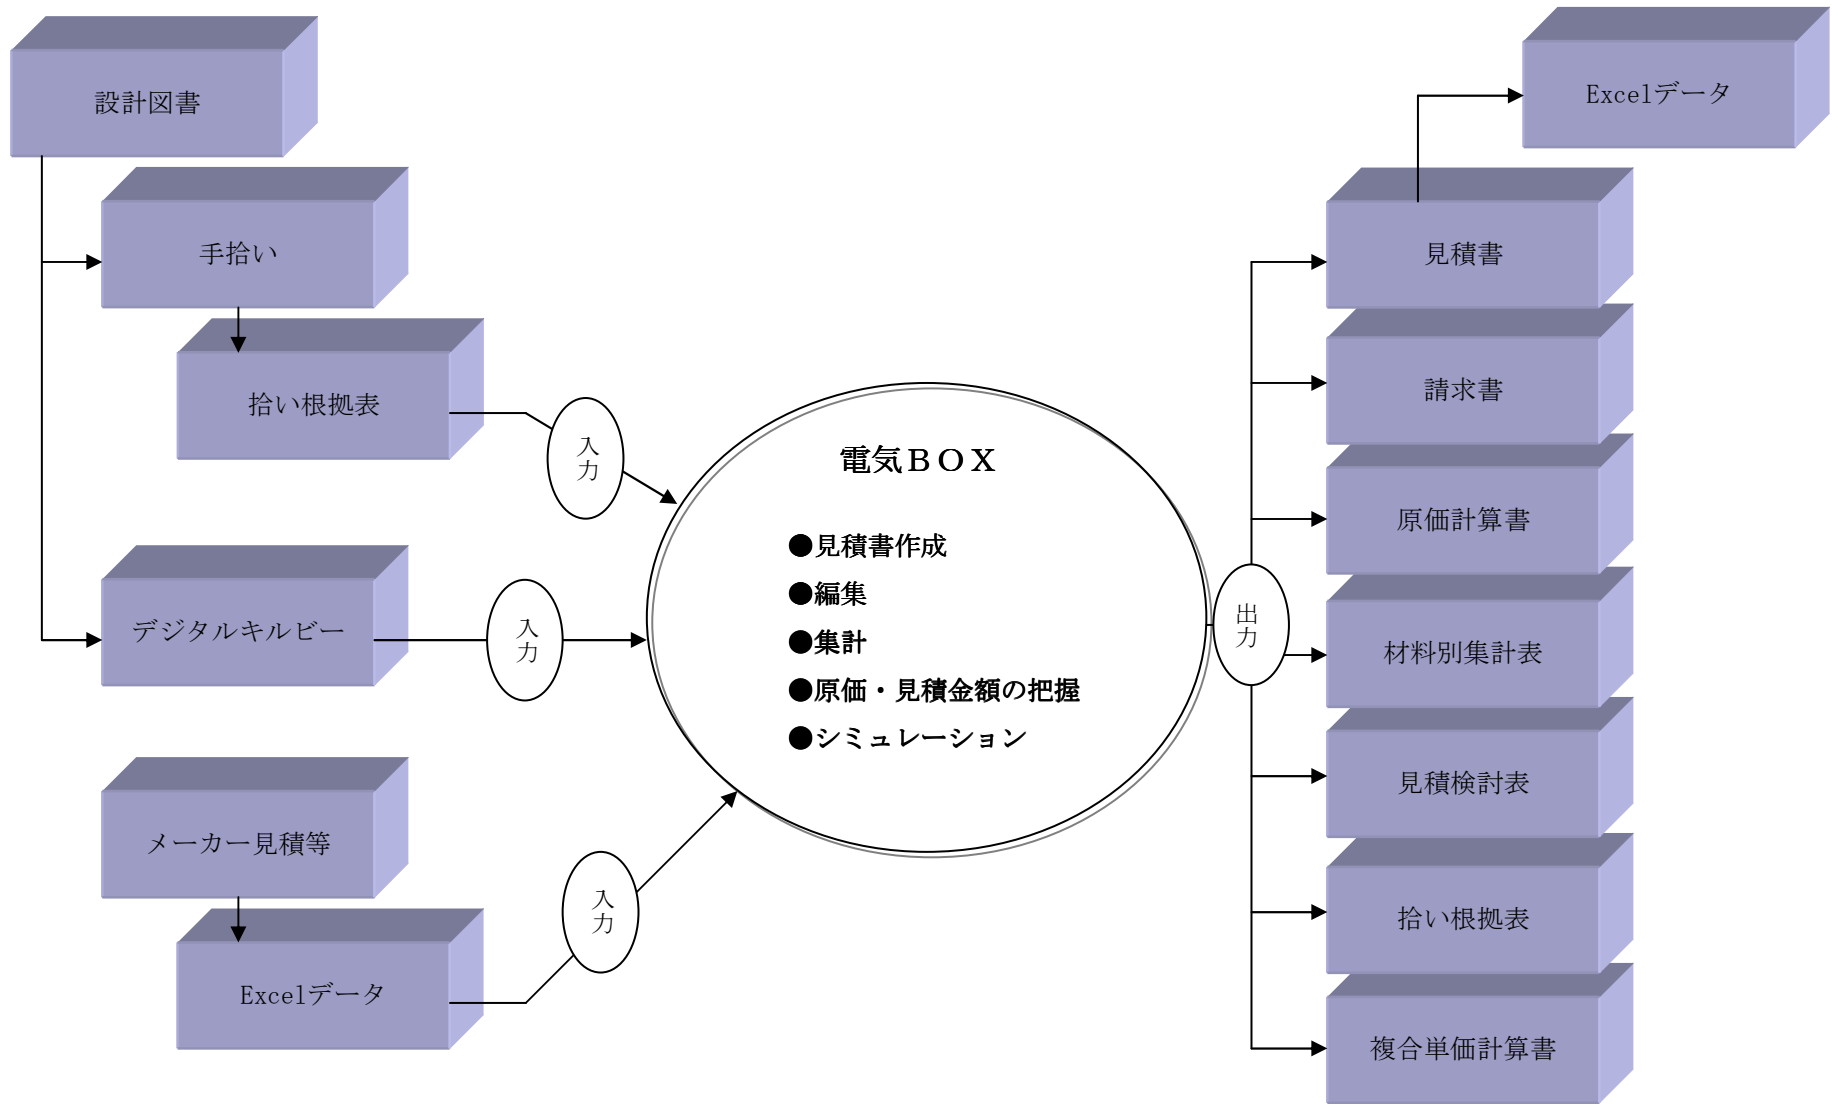 設計図書
手拾い
拾い根拠表
入力
デジタルキルビー
入力
メーカー見積等
Excelデータ
入力
電気ＢＯＸ
●見積書作成
●編集
●集計
●原価・見積金額の把握
●シミュレーション
出力
Excelデータ
見積書
請求書
原価計算書
材料別集計表
見積検討表
拾い根拠表
複合単価計算書